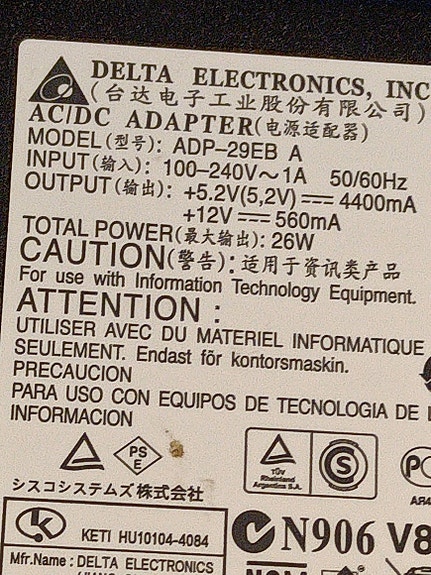 DELTA ELECTRONICS, INC
(台达电子工业股份有限公司)
AC/DC ADAPTER(电源适配器)
MODEL(型号): ADP-29EB A
INPUT(输入): 100-240V～1A 50/60Hz
OUTPUT(输出): +5.2V(5,2V) ⎓ 4400mA
+12V ⎓ 560mA
TOTAL POWER(最大输出): 26W
CAUTION(警告): 适用于资讯类产品
For use with Information Technology Equipment.
ATTENTION :
UTILISER AVEC DU MATERIEL INFORMATIQUE
SEULEMENT. Endast för kontorsmaskin.
PRECAUCION
PARA USO CON EQUIPOS DE TECNOLOGIA DE L
INFORMACION
PS
E
シスコシステムズ株式会社
TÜV
Rheinland
Argentina S.A.
S
PC
AR4
KETI HU10104-4084
N906 V8
Mfr.Name : DELTA ELECTRONICS